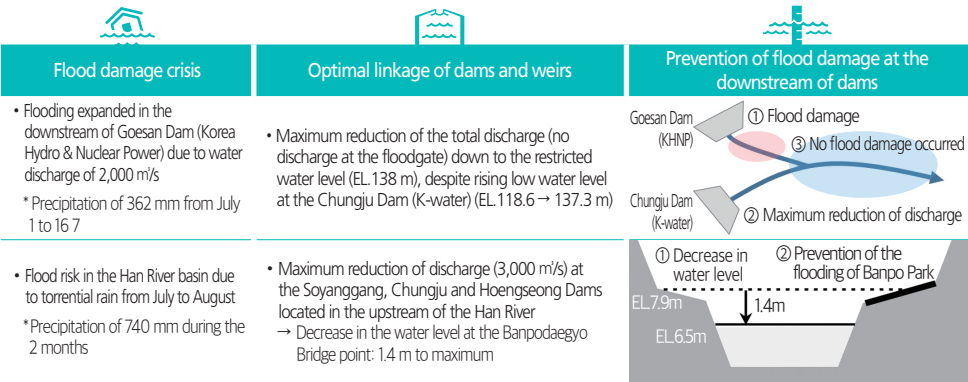 Flood damage crisis
Optimal linkage of dams and weirs
Prevention of flood damage at the
downstream of dams
• Flooding expanded in the
downstream of Goesan Dam (Korea
Hydro & Nuclear Power) due to water
discharge of 2,000 ㎥/s
* Precipitation of 362 mm from July
1 to 16 7
• Maximum reduction of the total discharge (no
discharge at the floodgate) down to the restricted
water level (EL.138 m), despite rising low water level
at the Chungju Dam (K-water) (EL.118.6 → 137.3 m)
Goesan Dam
(KHNP)
① Flood damage
③ No flood damage occurred
Chungju Dam
(K-water)
② Maximum reduction of discharge
• Flood risk in the Han River basin due
to torrential rain from July to August
* Precipitation of 740 mm during the
2 months
• Maximum reduction of discharge (3,000 ㎥/s) at
the Soyanggang, Chungju and Hoengseong Dams
located in the upstream of the Han River
→ Decrease in the water level at the Banpodaegyo
Bridge point: 1.4 m to maximum
① Decrease in
water level
② Prevention of the
flooding of Banpo Park
EL.7.9m
1.4m
EL.6.5m